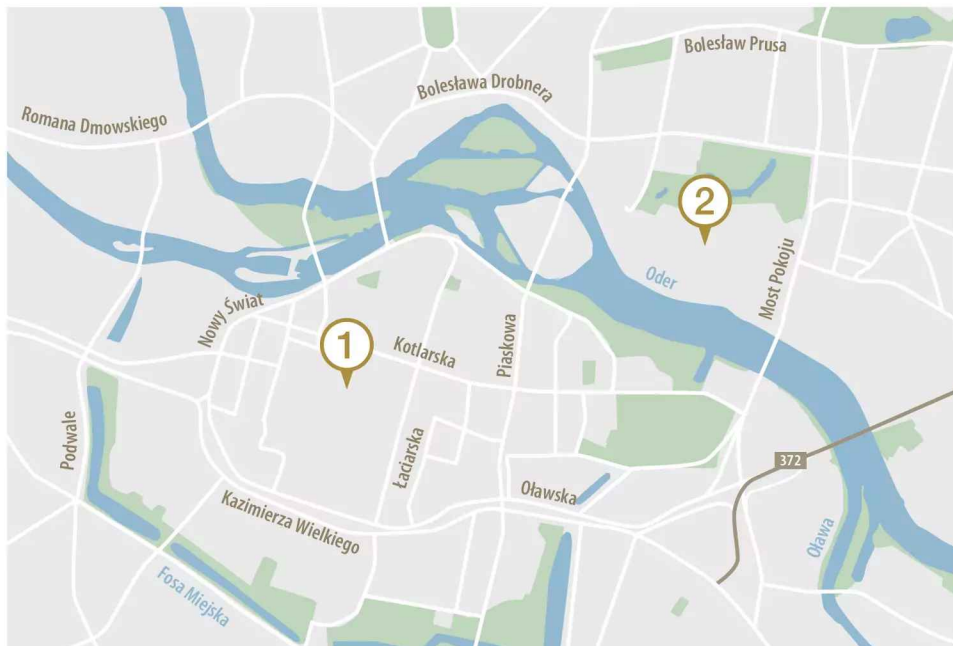 Bolesław Prusa
Bolesława Drobnera
Romana Dmowskiego
2
Oder
Most Pokoju
Nowy Świat
1
Kotlarska
Piaskowa
Podwale
Łaciarska
372
Oławska
Kazimierza Wielkiego
Oława
Fosa Miejska